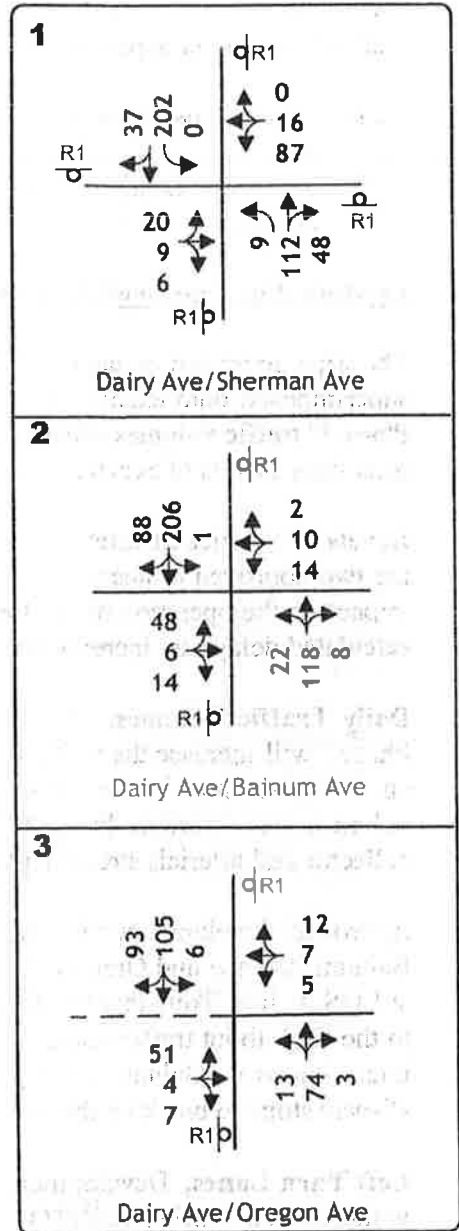 1
R1
37 202 0
0
16
87
R1
R1
20
9
6
9 112 48
R1
Dairy Ave/Sherman Ave
2
R1
88 206 1
2
10
14
48
6
14
22 118 8
R1
Dairy Ave/Bainum Ave
3
R1
93 105 6
12
7
5
51
4
7
13 74 3
R1
Dairy Ave/Oregon Ave